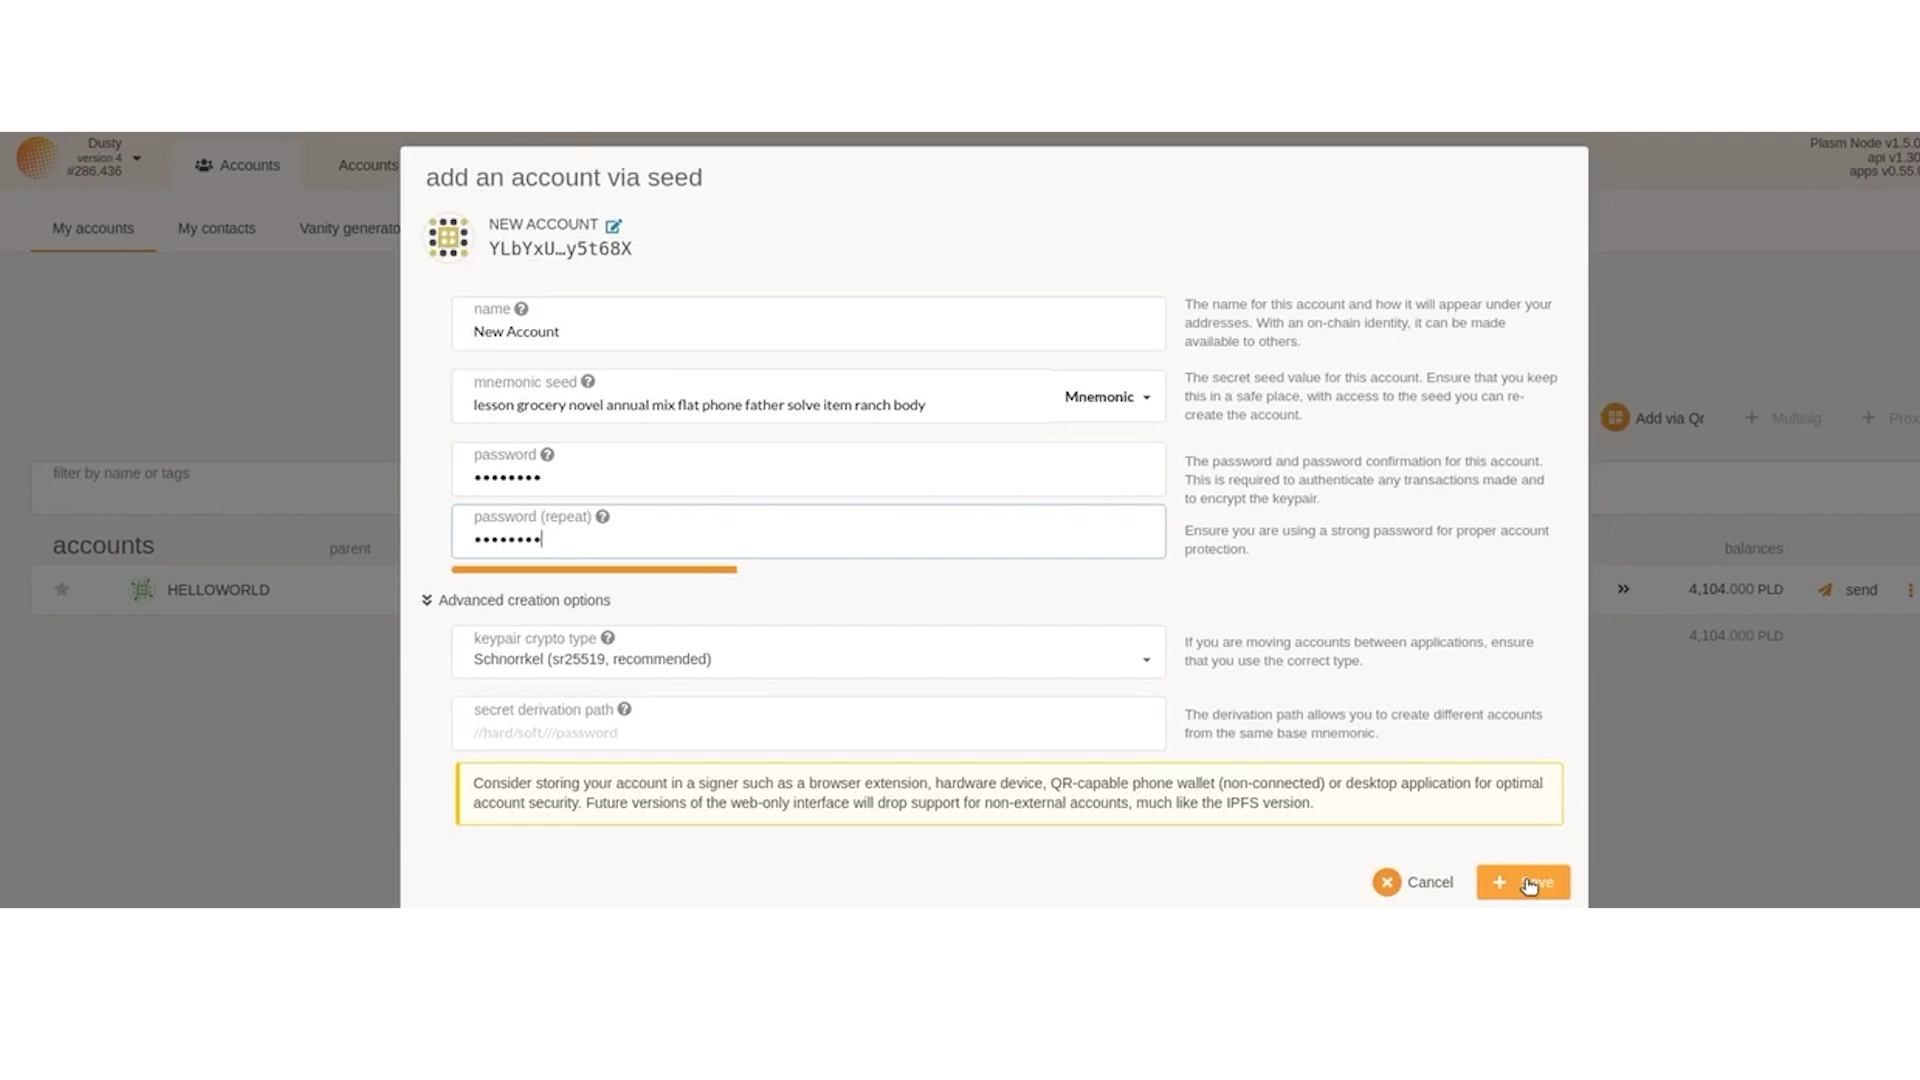 Dusty
version 4
#286,436
Accounts
Accounts
Plasm Node v1.5.0
api v1.30
apps v0.55.
My accounts
My contacts
Vanity generato
add an account via seed
NEW ACCOUNT
YLbYxU…y5t68X
name
New Account
The name for this account and how it will appear under your
addresses. With an on-chain identity, it can be made
available to others.
mnemonic seed
lesson grocery novel annual mix flat phone father solve item ranch body
Mnemonic
The secret seed value for this account. Ensure that you keep
this in a safe place, with access to the seed you can re-
create the account.
Add via Qr
Multisig
Prox
filter by name or tags
password
••••••••
The password and password confirmation for this account.
This is required to authenticate any transactions made and
to encrypt the keypair.
password (repeat)
••••••••
Ensure you are using a strong password for proper account
protection.
accounts
parent
balances
HELLOWORLD
4,104.000 PLD
send
4,104.000 PLD
Advanced creation options
keypair crypto type
Schnorrkel (sr25519, recommended)
If you are moving accounts between applications, ensure
that you use the correct type.
secret derivation path
//hard/soft///password
The derivation path allows you to create different accounts
from the same base mnemonic.
Consider storing your account in a signer such as a browser extension, hardware device, QR-capable phone wallet (non-connected) or desktop application for optimal
account security. Future versions of the web-only interface will drop support for non-external accounts, much like the IPFS version.
Cancel